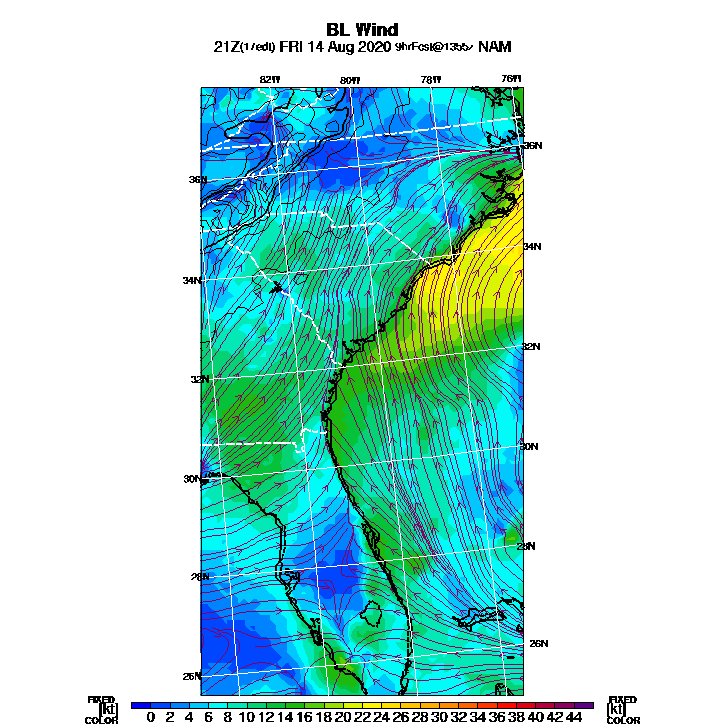 BL Wind
21Z(17edt) FRI 14 Aug 2020 9hrFcst@1355z NAM
82W 80W 78W 76W
36N
36N
34N
34N
32N
32N
30N
30N
28N
28N
26N
26N
FIXED FIXED
[kt] 0 2 4 6 8 10 12 14 16 18 20 22 24 26 28 30 32 34 36 38 40 42 44 [kt]
COLOR COLOR